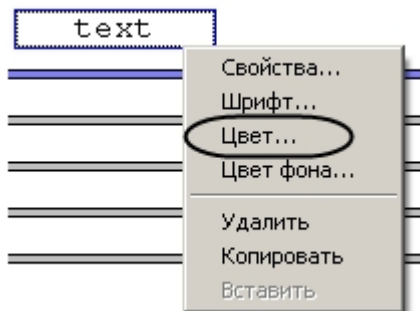 text
Свойства...
Шрифт...
Цвет...
Цвет фона...
Удалить
Копировать
Вставить